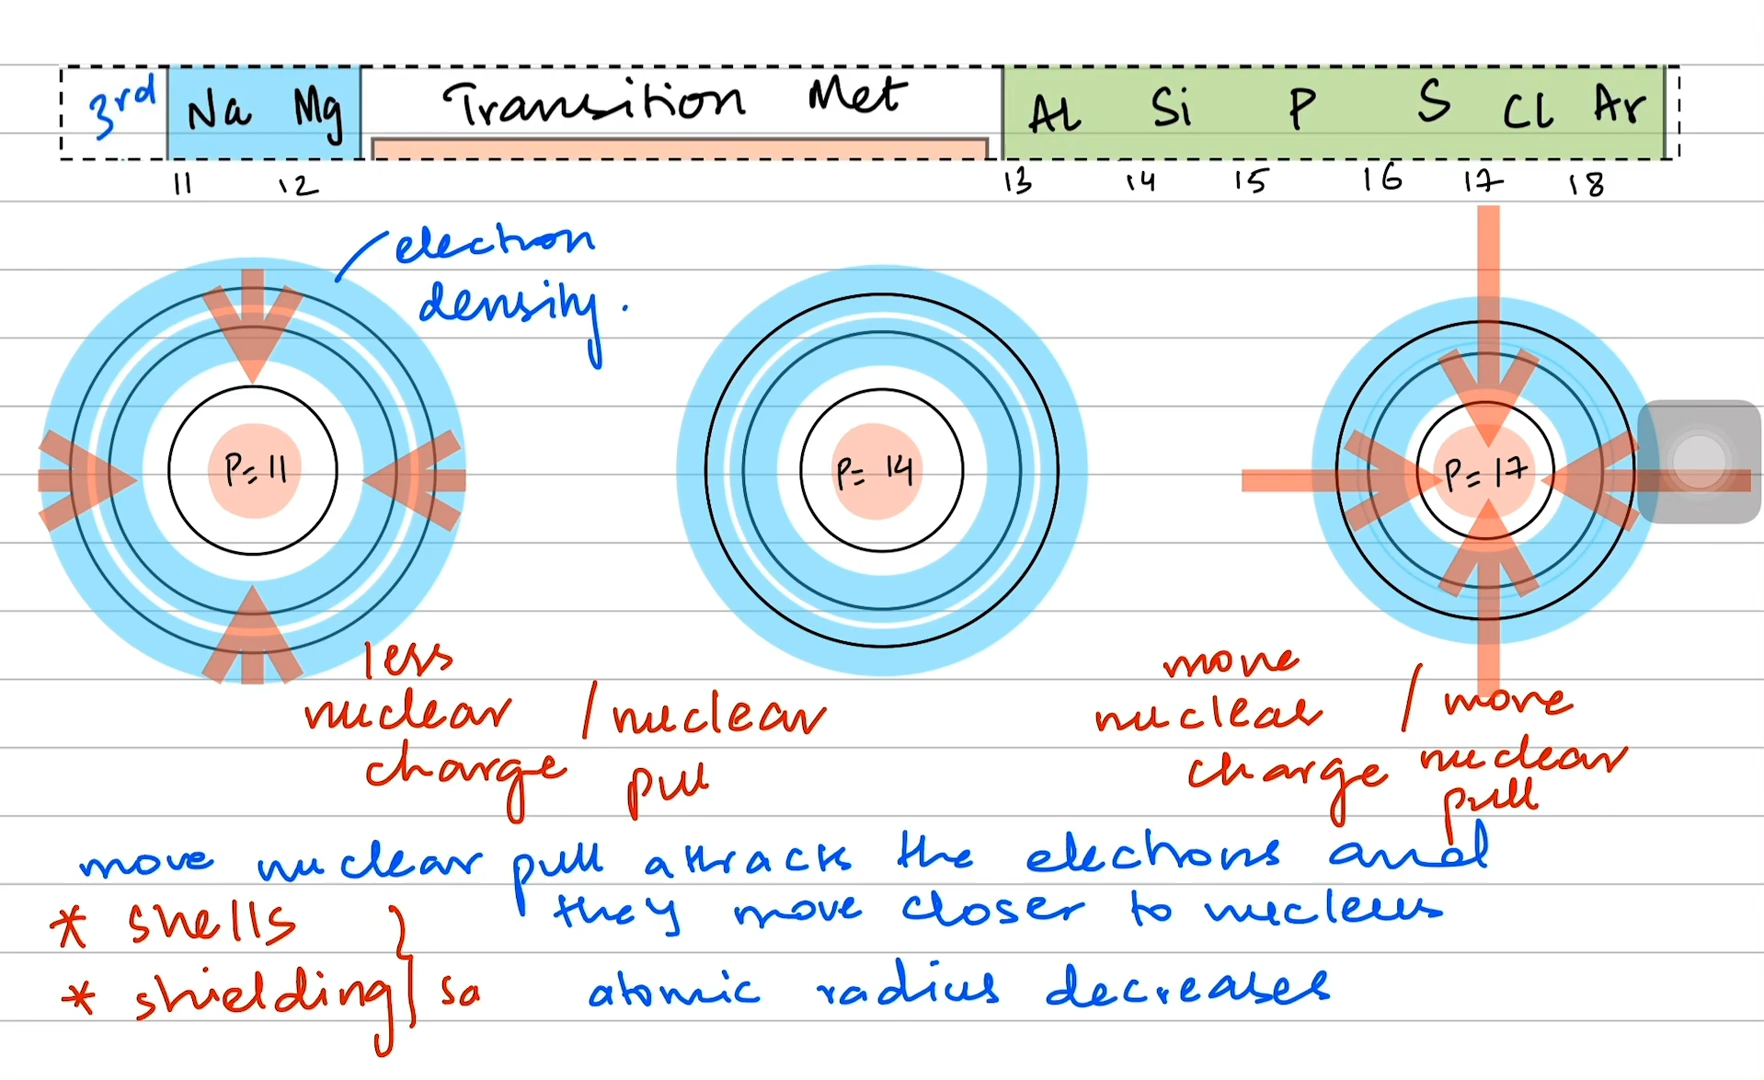 3rd Na Mg Transition Met Al Si P S Cl Ar
11 12 13 14 15 16 17 18
electron
density.
P= 11
P= 14
P= 17
less
nuclear / nuclear
charge pull
more
nuclear / more
charge nuclear
pull
more nuclear pull attracts the electrons and
they move closer to nucleus
* shells
* shielding } sa
atomic radius decreases